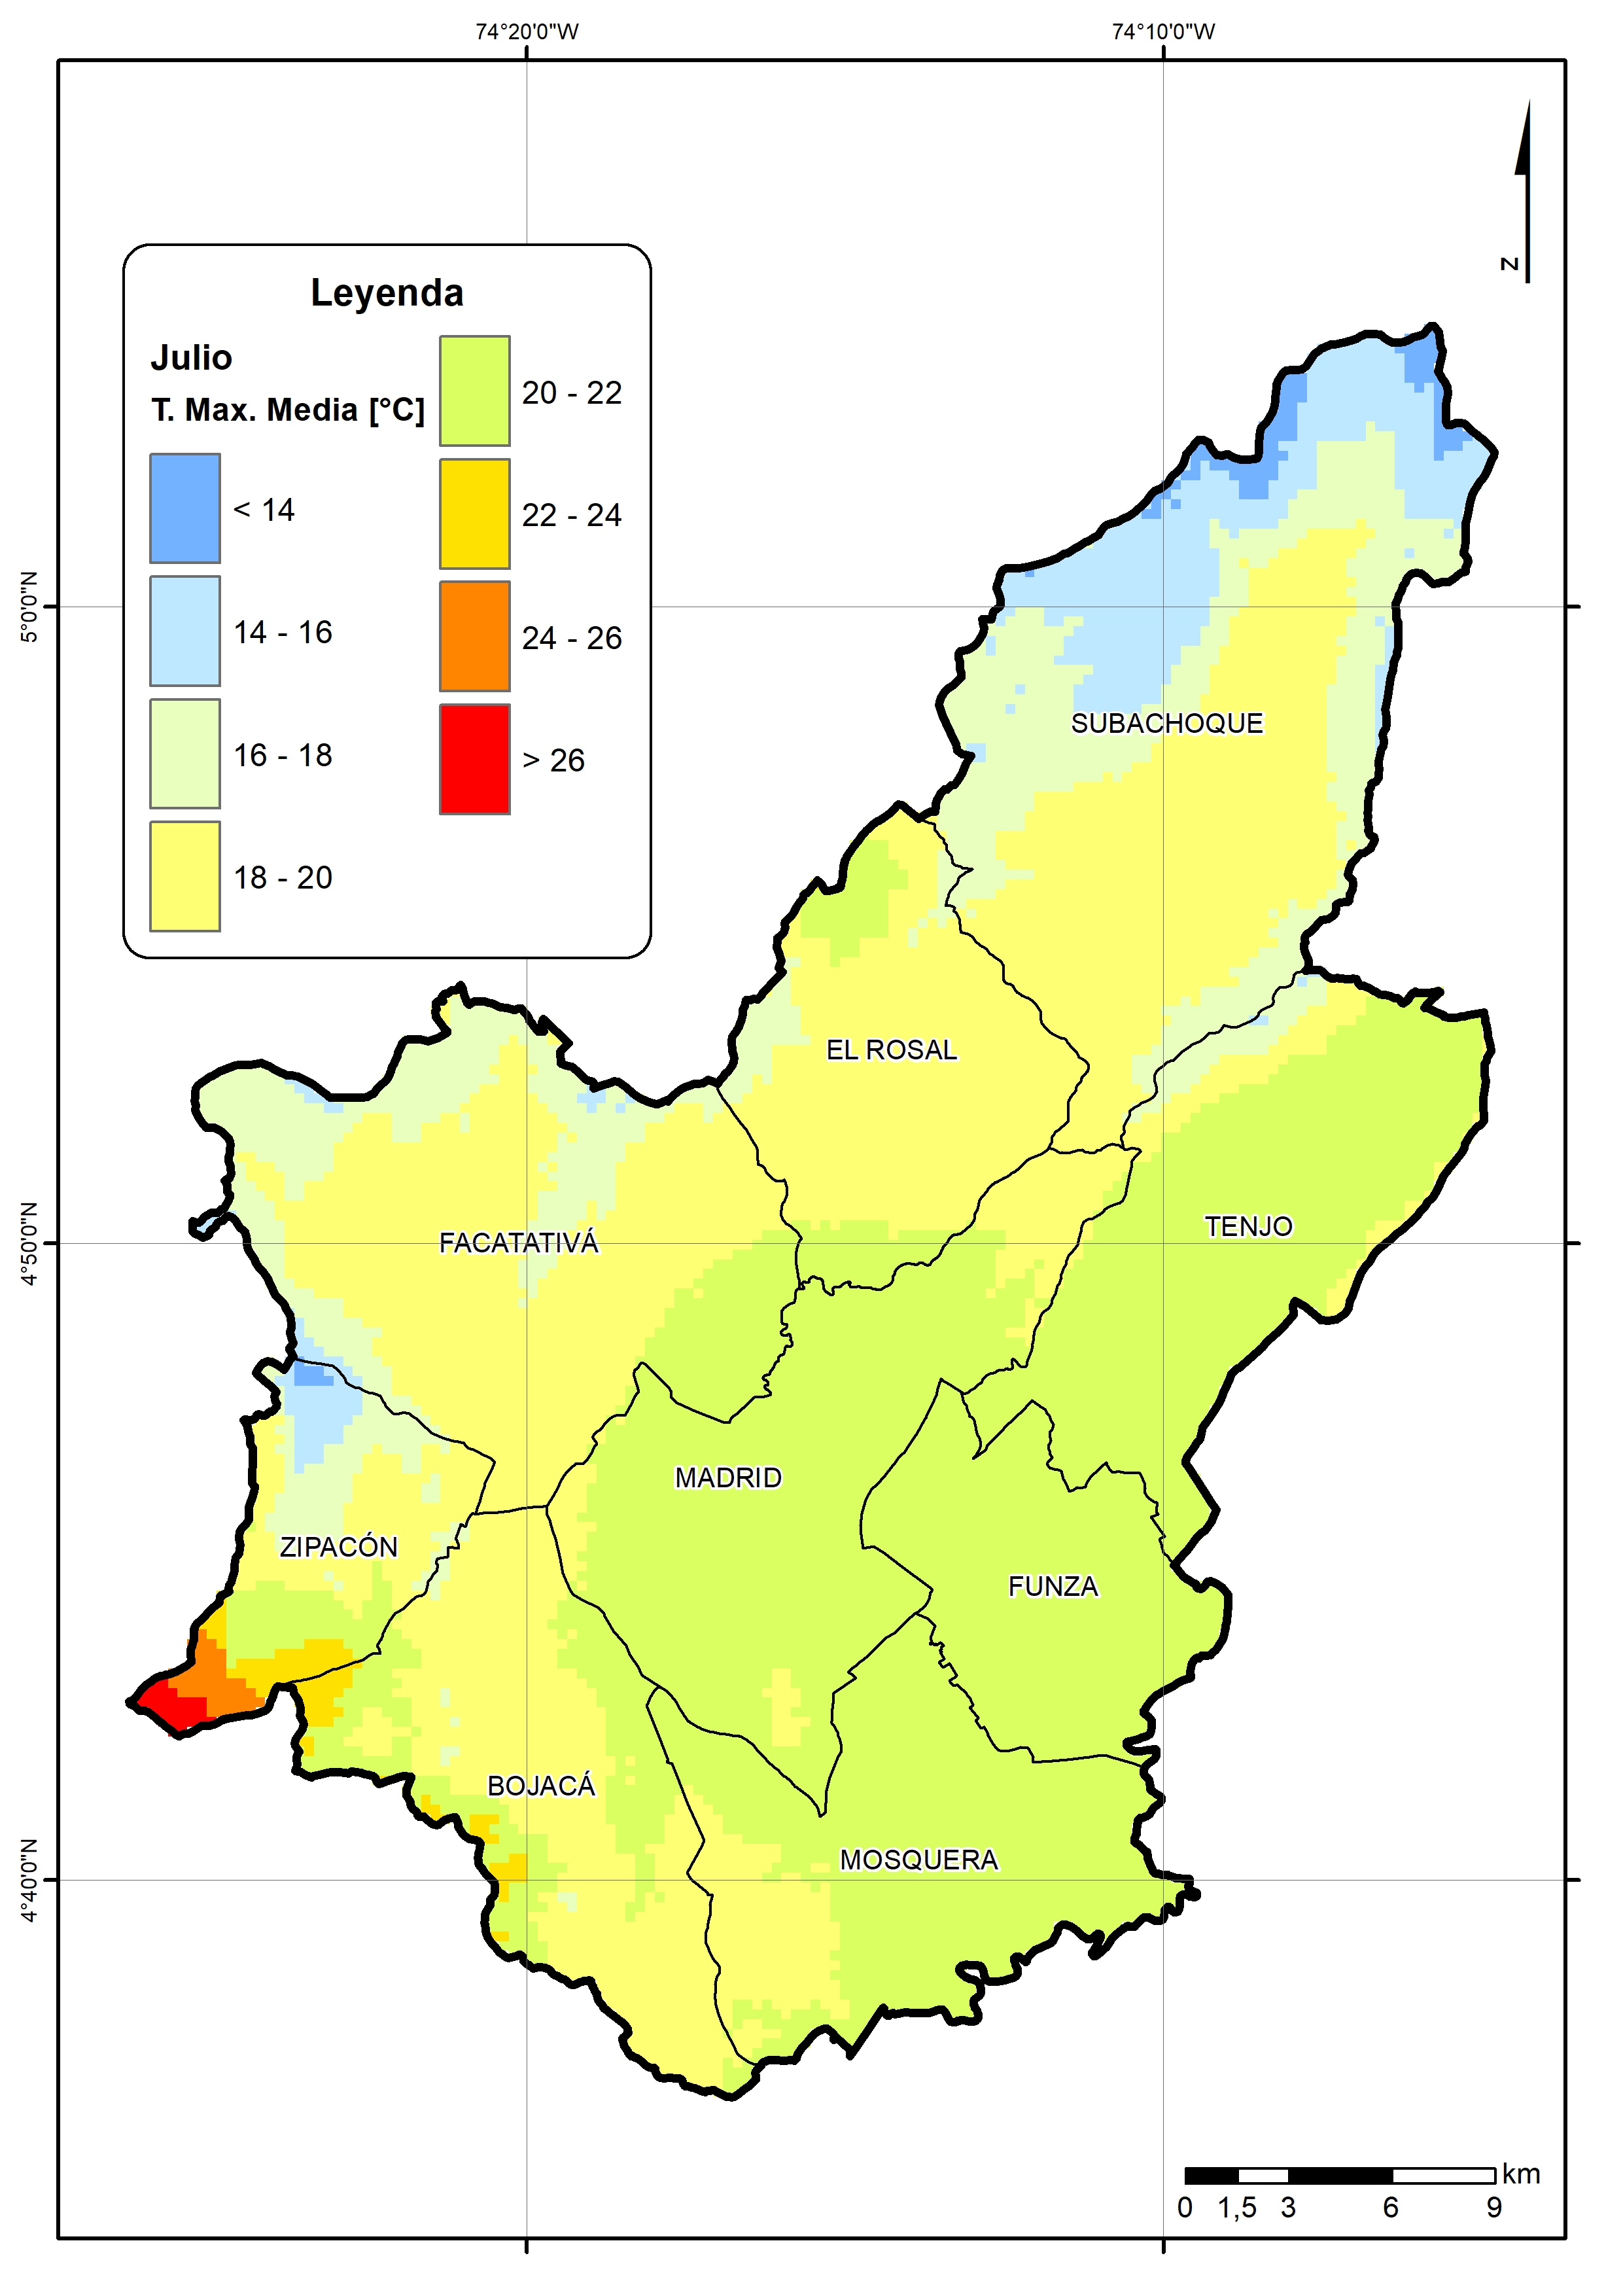 74°20'0"W
74°10'0"W
N
Leyenda
Julio
T. Max. Media [°C]
< 14
14 - 16
16 - 18
18 - 20
20 - 22
22 - 24
24 - 26
> 26
5°0'0"N
4°50'0"N
4°40'0"N
SUBACHOQUE
EL ROSAL
TENJO
FACATATIVÁ
MADRID
ZIPACÓN
FUNZA
BOJACÁ
MOSQUERA
km
0 1,5 3 6 9